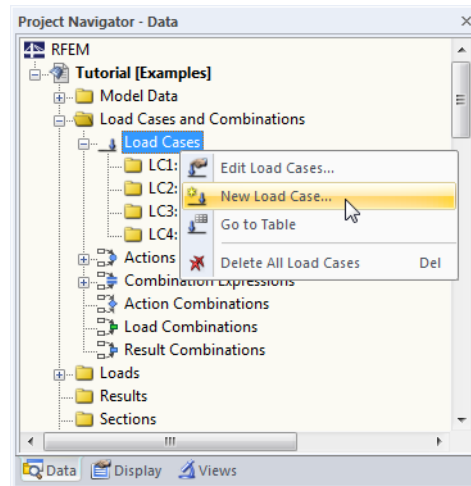 Project Navigator - Data
RFEM
Tutorial [Examples]
Model Data
Load Cases and Combinations
Load Cases
LC1:
Edit Load Cases...
LC2:
New Load Case...
LC3:
Go to Table
LC4:
Actions
Delete All Load Cases Del
Combination Expressions
Action Combinations
Load Combinations
Result Combinations
Loads
Results
Sections
Data Display Views